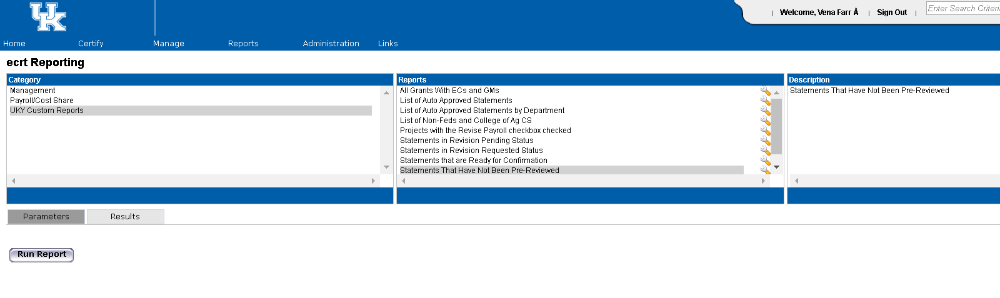 UK
Welcome, Vena Farr Â | Sign Out |
Enter Search Criteri
Home Certify Manage Reports Administration Links
ecrt Reporting
Category
Management
Payroll/Cost Share
UKY Custom Reports
Reports
All Grants With ECs and GMs
List of Auto Approved Statements
List of Auto Approved Statements by Department
List of Non-Feds and College of Ag CS
Projects with the Revise Payroll checkbox checked
Statements in Revision Pending Status
Statements in Revision Requested Status
Statements that are Ready for Confirmation
Statements That Have Not Been Pre-Reviewed
Description
Statements That Have Not Been Pre-Reviewed
Parameters Results
Run Report